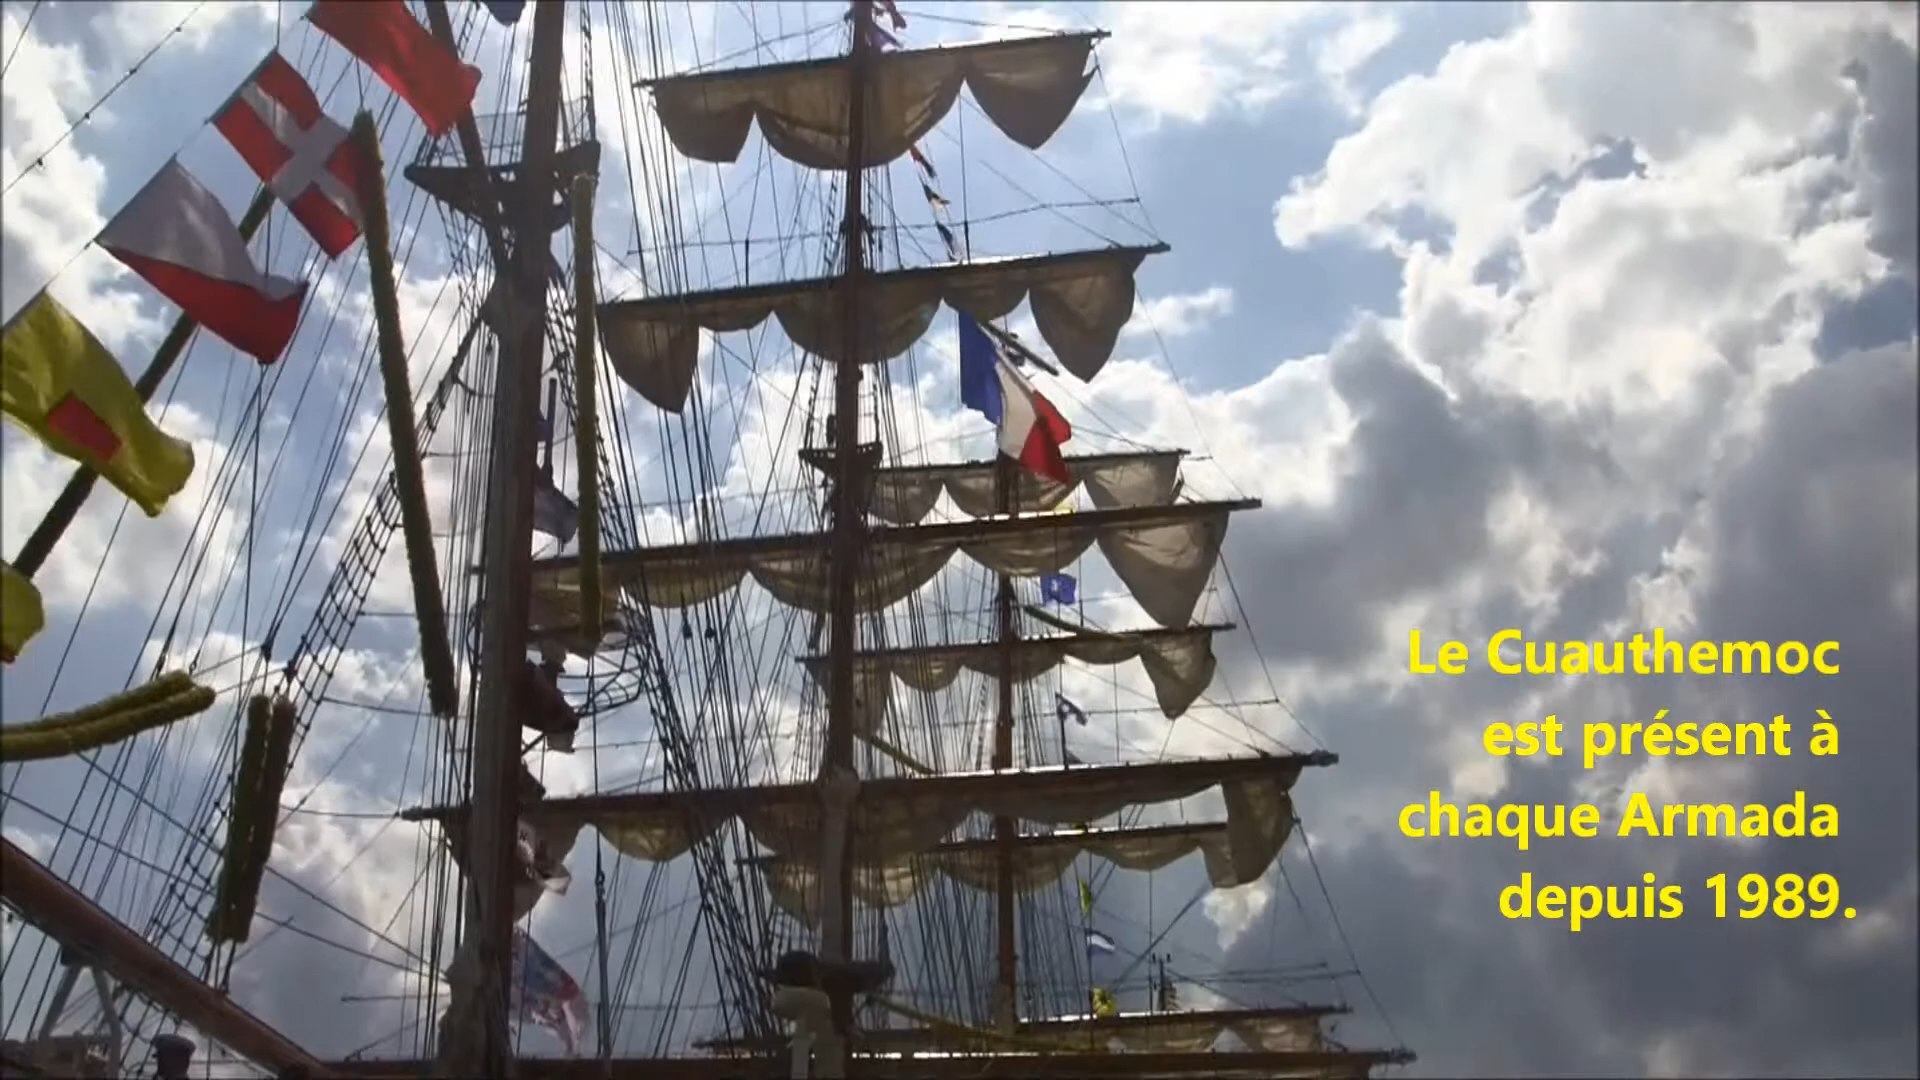 Le Cuauthemoc
est présent à
chaque Armada
depuis 1989.